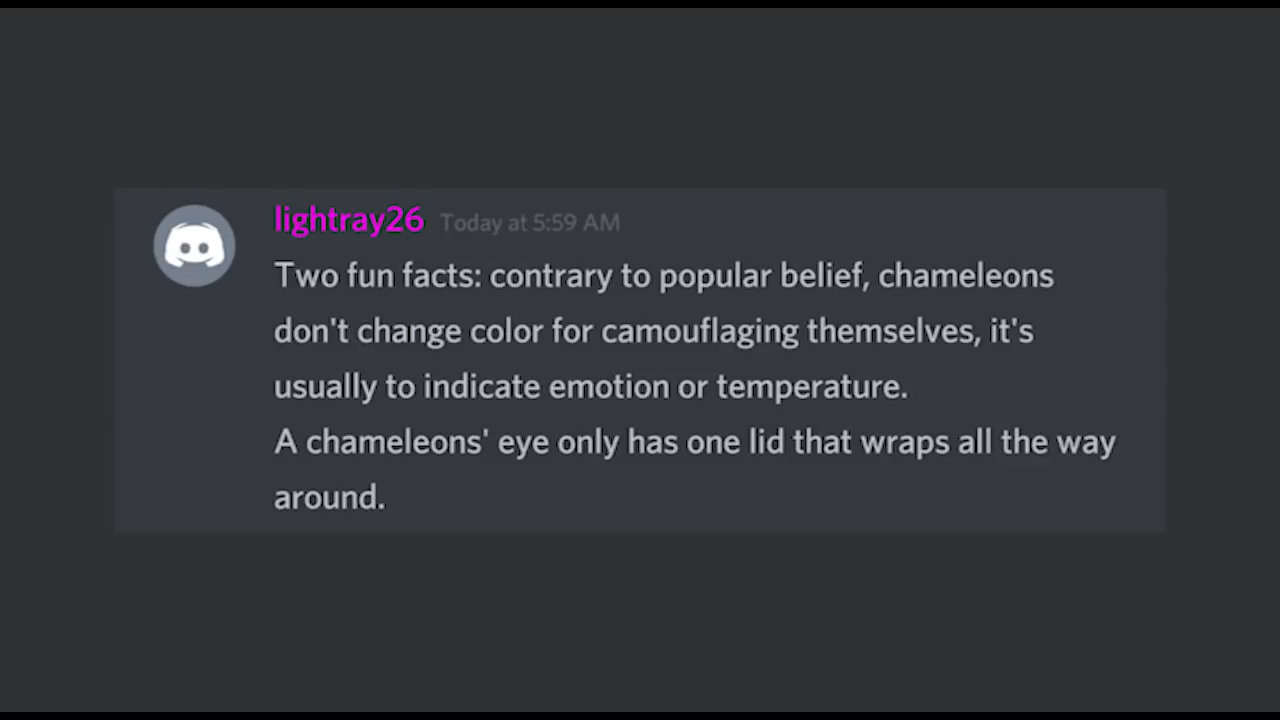 lightray26 Today at 5:59 AM
Two fun facts: contrary to popular belief, chameleons
don't change color for camouflaging themselves, it's
usually to indicate emotion or temperature.
A chameleons' eye only has one lid that wraps all the way
around.